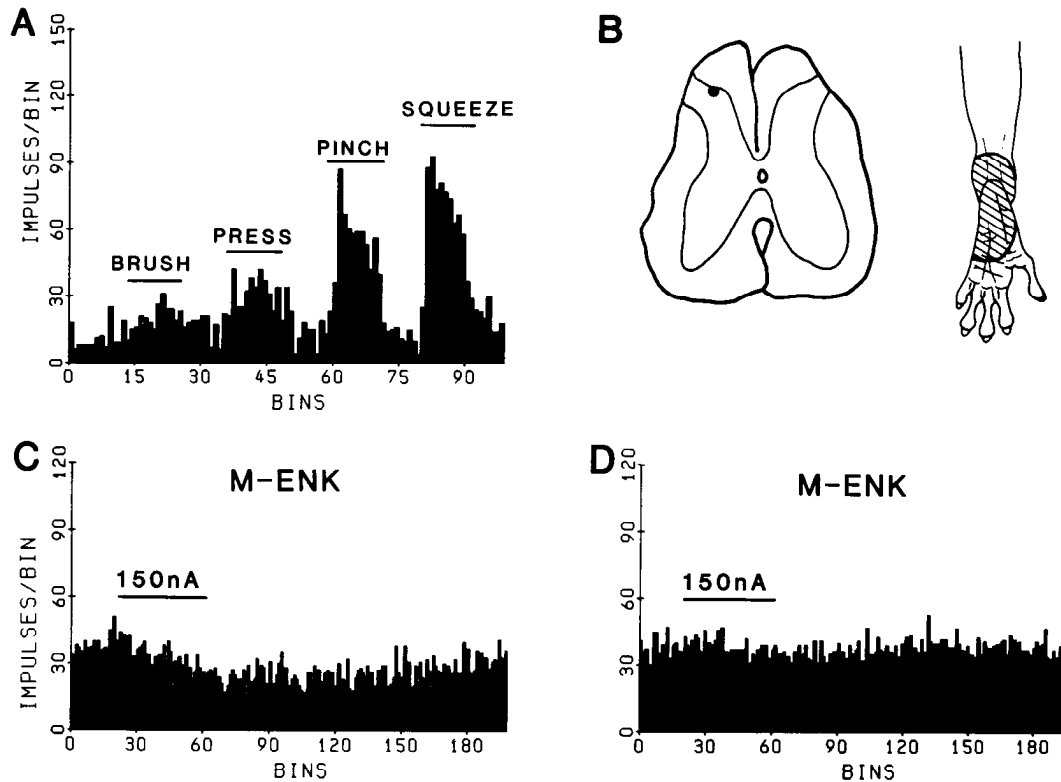 A
IMPULSES/BIN
150
120
90
60
30
0
BRUSH
PRESS
PINCH
SQUEEZE
0 15 30 45 60 75 90
BINS
B
C
M-ENK
IMPULSES/BIN
120
90
60
30
0
150nA
0 30 60 90 120 150 180
BINS
D
M-ENK
120
90
60
30
0
150nA
0 30 60 90 120 150 180
BINS